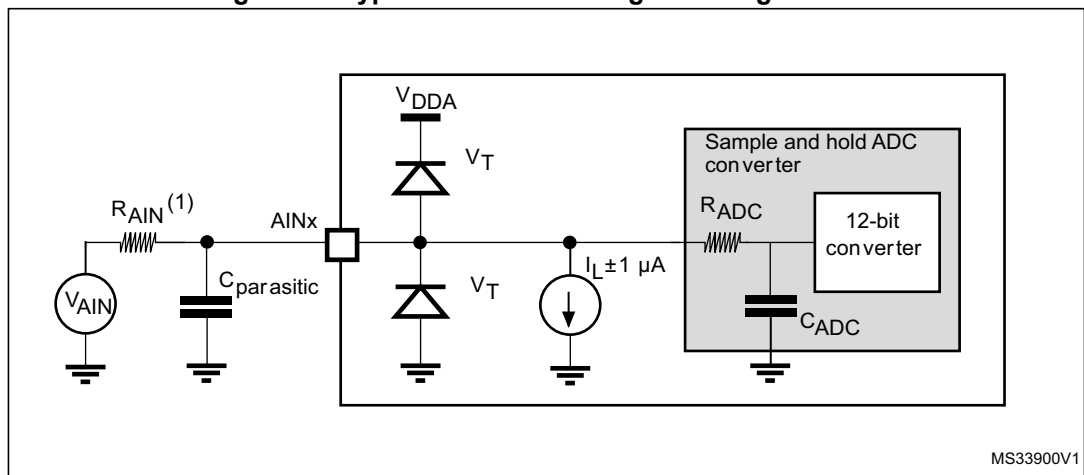 V_DDA
Sample and hold ADC
converter
V_T
R_AIN (1)
AINx
R_ADC
12-bit
converter
I_L±1 µA
V_AIN
C_parasitic
V_T
C_ADC
MS33900V1